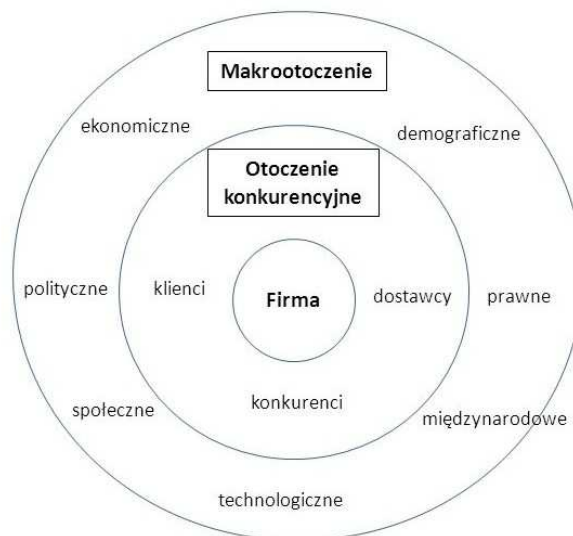 Makrootoczenie
ekonomiczne
demograficzne
Otoczenie
konkurencyjne
polityczne
klienci
Firma
dostawcy
prawne
społeczne
konkurenci
międzynarodowe
technologiczne